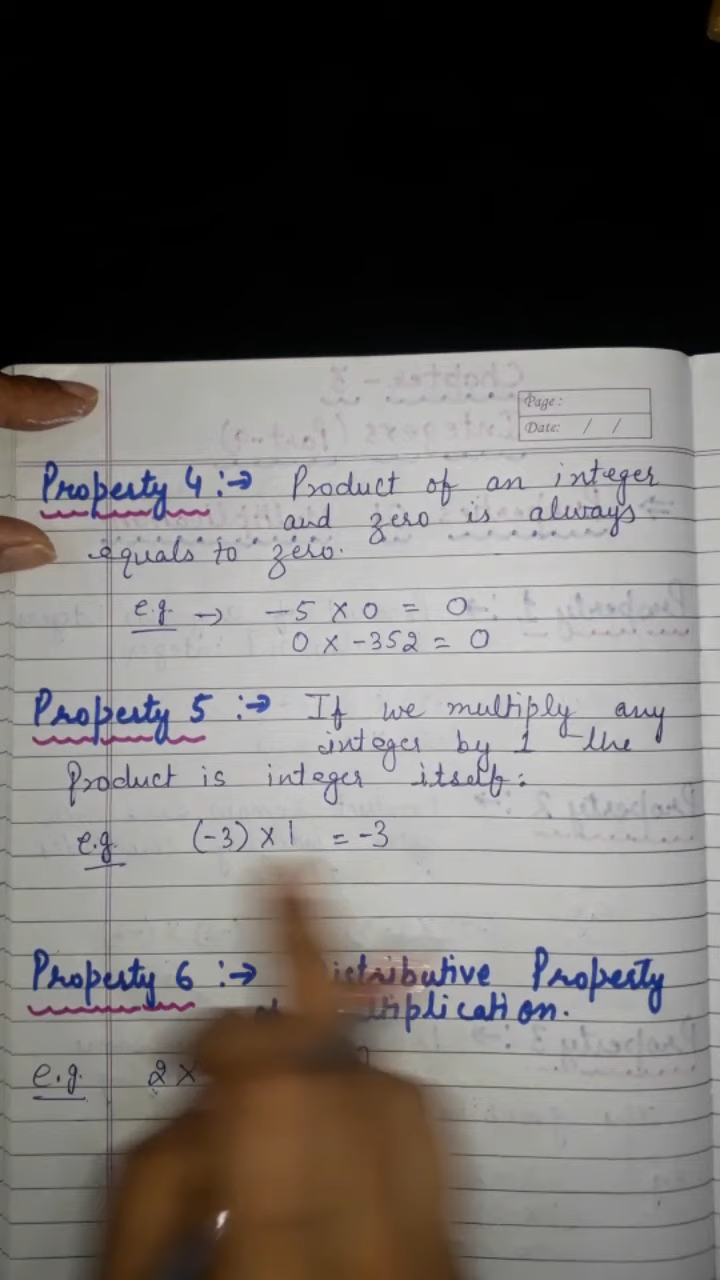 Page:
Date: / /
Property 4 :→ Product of an integer
and zero is always
equals to zero.
e.g → -5 × 0 = 0
0 × -352 = 0
Property 5 :→ If we multiply any
integer by 1 the
Product is integer itself.
e.g (-3) × 1 = -3
Property 6 :→ Distributive Property
Multiplication.
e.g. 2 ×